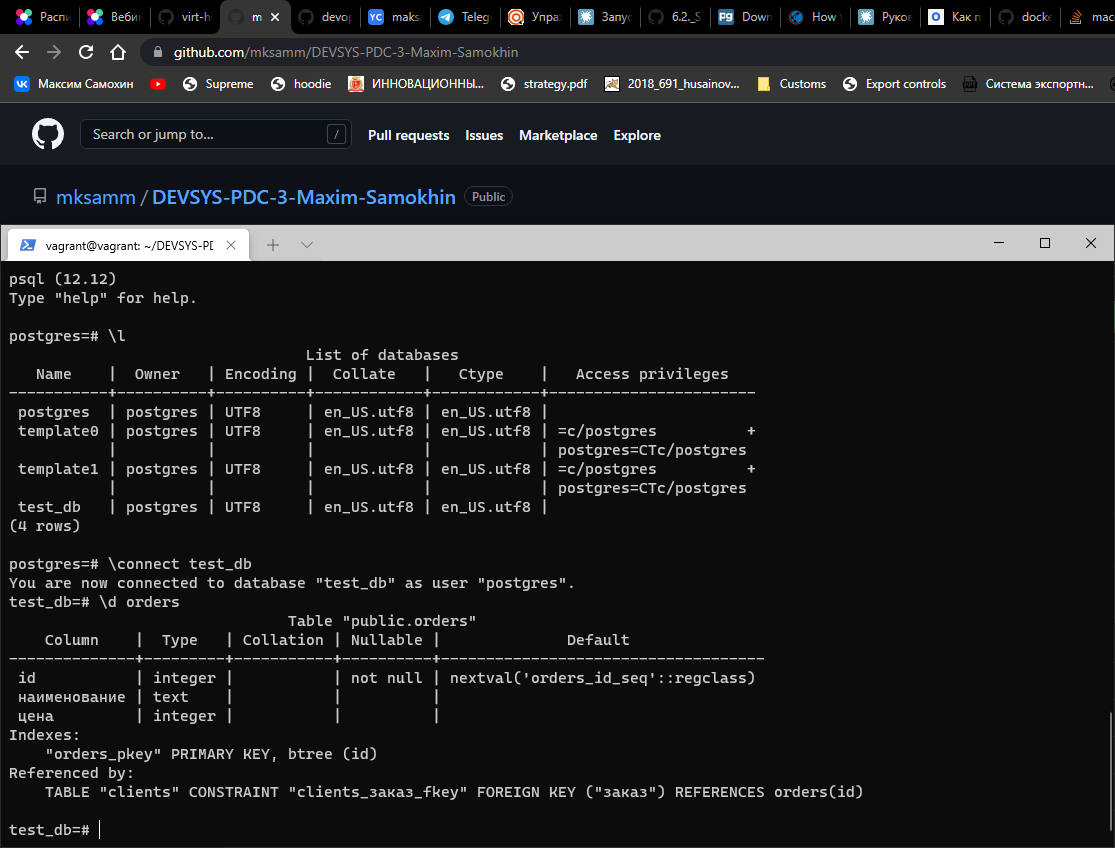 Распи
Вебин
virt-h
m
devop
maks
Teleg
Упра
Запус
6.2._S
Down
How
Руков
Как п
docke
mac
github.com/mksamm/DEVSYS-PDC-3-Maxim-Samokhin
Максим Самохин
Supreme
hoodie
ИННОВАЦИОННЫ...
strategy.pdf
2018_691_husainov...
Customs
Export controls
Система экспортн...
Search or jump to...
/
Pull requests
Issues
Marketplace
Explore
mksamm / DEVSYS-PDC-3-Maxim-Samokhin Public
vagrant@vagrant: ~/DEVSYS-PD
psql (12.12)
Type "help" for help.
postgres=# \l
List of databases
Name | Owner | Encoding | Collate | Ctype | Access privileges
-----------+----------+----------+------------+------------+-----------------------
postgres | postgres | UTF8 | en_US.utf8 | en_US.utf8 |
template0 | postgres | UTF8 | en_US.utf8 | en_US.utf8 | =c/postgres +
| | | | | postgres=CTc/postgres
template1 | postgres | UTF8 | en_US.utf8 | en_US.utf8 | =c/postgres +
| | | | | postgres=CTc/postgres
test_db | postgres | UTF8 | en_US.utf8 | en_US.utf8 |
(4 rows)
postgres=# \connect test_db
You are now connected to database "test_db" as user "postgres".
test_db=# \d orders
Table "public.orders"
Column | Type | Collation | Nullable | Default
--------------+---------+-----------+----------+------------------------------------
id | integer | | not null | nextval('orders_id_seq'::regclass)
наименование | text | | |
цена | integer | | |
Indexes:
"orders_pkey" PRIMARY KEY, btree (id)
Referenced by:
TABLE "clients" CONSTRAINT "clients_заказ_fkey" FOREIGN KEY ("заказ") REFERENCES orders(id)
test_db=#